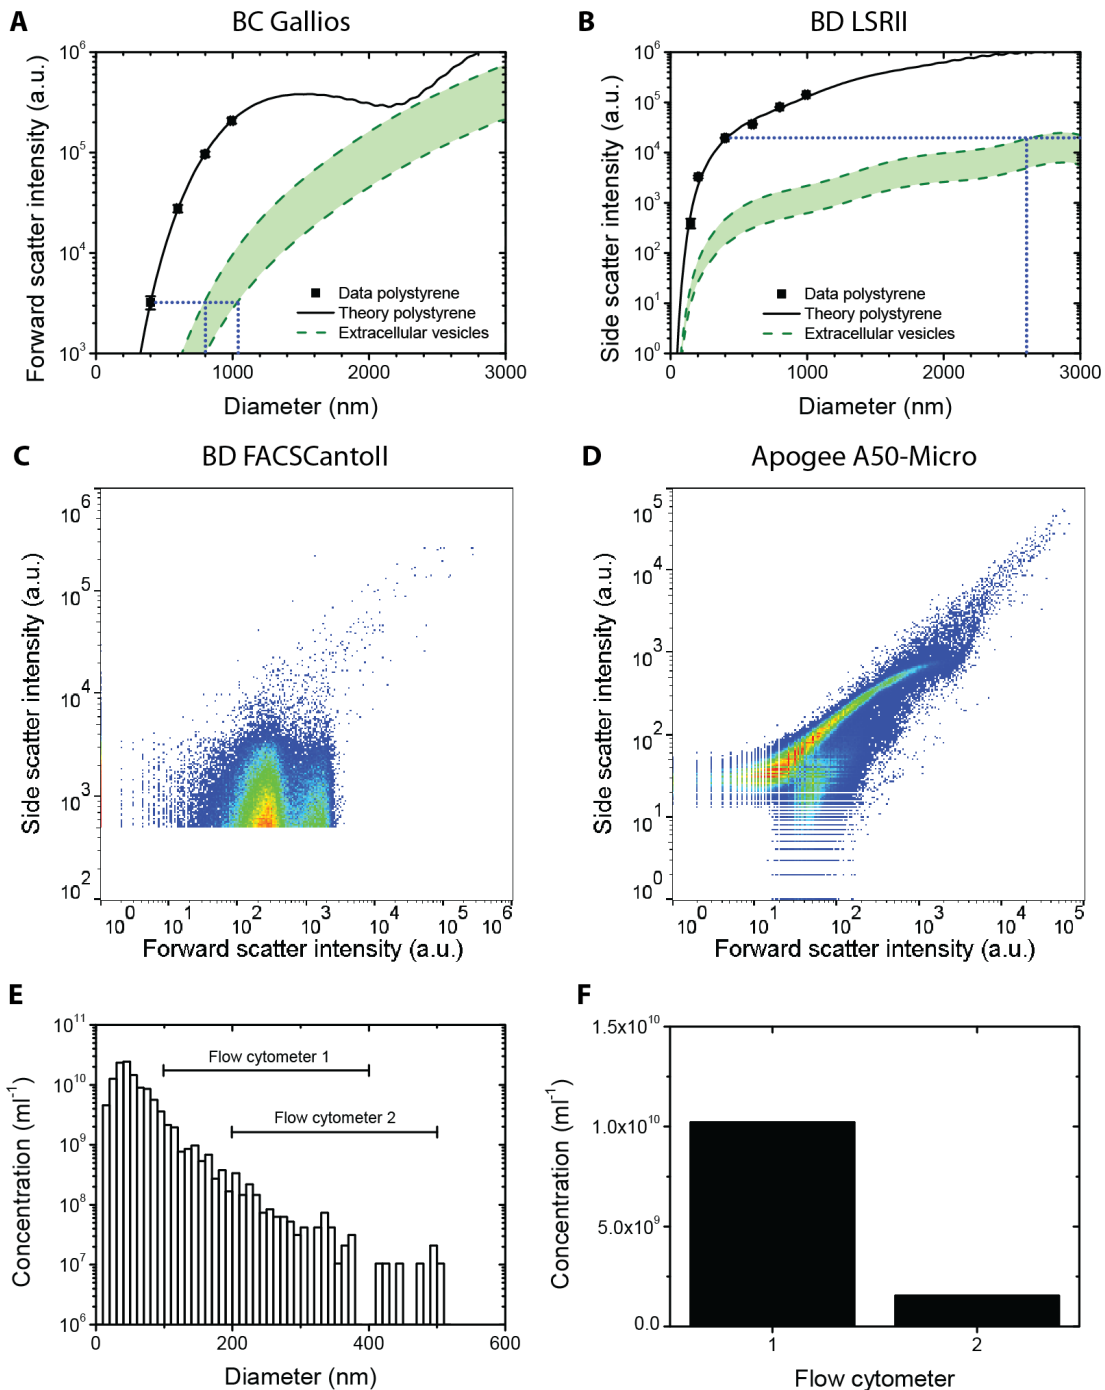 A
BC Gallios
Forward scatter intensity (a.u.)
10^6
10^5
10^4
10^3
Data polystyrene
Theory polystyrene
Extracellular vesicles
0
1000
2000
3000
Diameter (nm)
B
BD LSRII
Side scatter intensity (a.u.)
10^6
10^5
10^4
10^3
10^2
10^1
10^0
Data polystyrene
Theory polystyrene
Extracellular vesicles
0
1000
2000
3000
Diameter (nm)
C
BD FACSCantoII
Side scatter intensity (a.u.)
10^6
10^5
10^4
10^3
10^2
10^0
10^1
10^2
10^3
10^4
10^5
10^6
Forward scatter intensity (a.u.)
D
Apogee A50-Micro
Side scatter intensity (a.u.)
10^5
10^4
10^3
10^2
10^1
10^0
10^0
10^1
10^2
10^3
10^4
10^5
Forward scatter intensity (a.u.)
E
Concentration (ml^-1)
10^11
10^10
10^9
10^8
10^7
10^6
Flow cytometer 1
Flow cytometer 2
0
200
400
600
Diameter (nm)
F
Concentration (ml^-1)
1.5x10^10
1.0x10^10
5.0x10^9
0.0
1
2
Flow cytometer